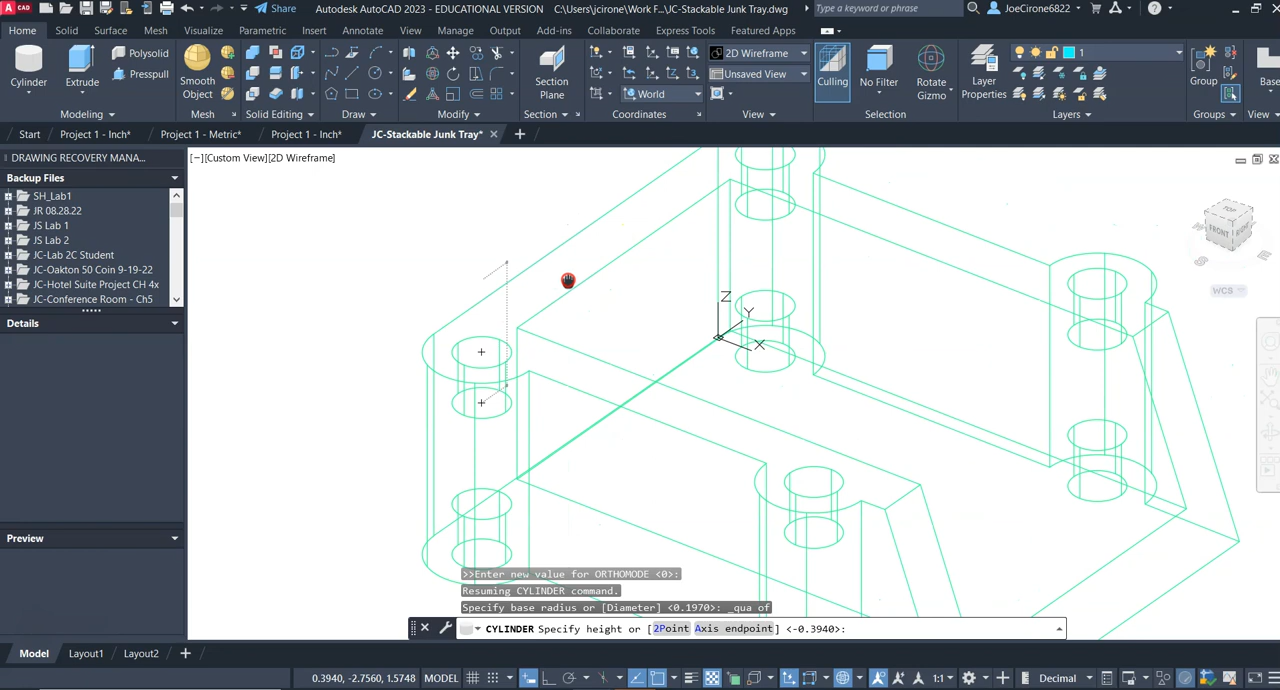 CAD
Share
Autodesk AutoCAD 2023 - EDUCATIONAL VERSION
C:\Users\jcirone\Work F...\JC-Stackable Junk Tray.dwg
Type a keyword or phrase
JoeCirone6822
Home
Solid
Surface
Mesh
Visualize
Parametric
Insert
Annotate
View
Manage
Output
Add-ins
Collaborate
Express Tools
Featured Apps
Cylinder
Extrude
Polysolid
Presspull
Smooth
Object
Section
Plane
World
2D Wireframe
Unsaved View
Culling
No Filter
Rotate
Gizmo
Layer
Properties
1
Group
Base
Modeling
Mesh
Solid Editing
Draw
Modify
Section
Coordinates
View
Selection
Layers
Groups
View
Start
Project 1 - Inch*
Project 1 - Metric*
Project 1 - Inch*
JC-Stackable Junk Tray*
DRAWING RECOVERY MANA...
Backup Files
SH_Lab1
JR 08.28.22
JS Lab 1
JS Lab 2
JC-Lab 2C Student
JC-Oakton 50 Coin 9-19-22
JC-Hotel Suite Project CH 4x
JC-Conference Room - Ch5
Details
Preview
[−][Custom View][2D Wireframe]
Z
Y
X
TOP
FRONT
RIGHT
WCS
>>Enter new value for ORTHOMODE <0>:
Resuming CYLINDER command.
Specify base radius or [Diameter] <0.1970>: _qua of
CYLINDER Specify height or [2Point Axis endpoint] <-0.3940>:
Model
Layout1
Layout2
0.3940, -2.7560, 1.5748
MODEL
1:1
Decimal